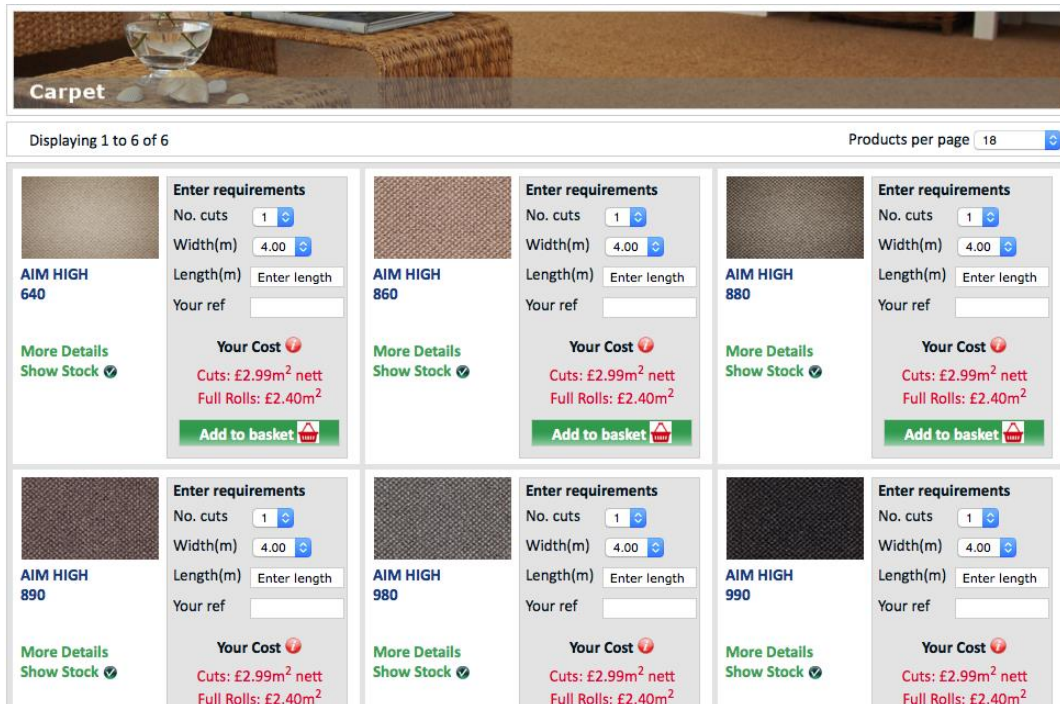 Carpet
Displaying 1 to 6 of 6
Products per page 18
Enter requirements
No. cuts 1
Width(m) 4.00
Length(m) Enter length
Your ref
AIM HIGH
640
More Details
Show Stock
Your Cost i
Cuts: £2.99m² nett
Full Rolls: £2.40m²
Add to basket
Enter requirements
No. cuts 1
Width(m) 4.00
Length(m) Enter length
Your ref
AIM HIGH
860
More Details
Show Stock
Your Cost i
Cuts: £2.99m² nett
Full Rolls: £2.40m²
Add to basket
Enter requirements
No. cuts 1
Width(m) 4.00
Length(m) Enter length
Your ref
AIM HIGH
880
More Details
Show Stock
Your Cost i
Cuts: £2.99m² nett
Full Rolls: £2.40m²
Add to basket
Enter requirements
No. cuts 1
Width(m) 4.00
Length(m) Enter length
Your ref
AIM HIGH
890
More Details
Show Stock
Your Cost i
Cuts: £2.99m² nett
Full Rolls: £2.40m²
Enter requirements
No. cuts 1
Width(m) 4.00
Length(m) Enter length
Your ref
AIM HIGH
980
More Details
Show Stock
Your Cost i
Cuts: £2.99m² nett
Full Rolls: £2.40m²
Enter requirements
No. cuts 1
Width(m) 4.00
Length(m) Enter length
Your ref
AIM HIGH
990
More Details
Show Stock
Your Cost i
Cuts: £2.99m² nett
Full Rolls: £2.40m²